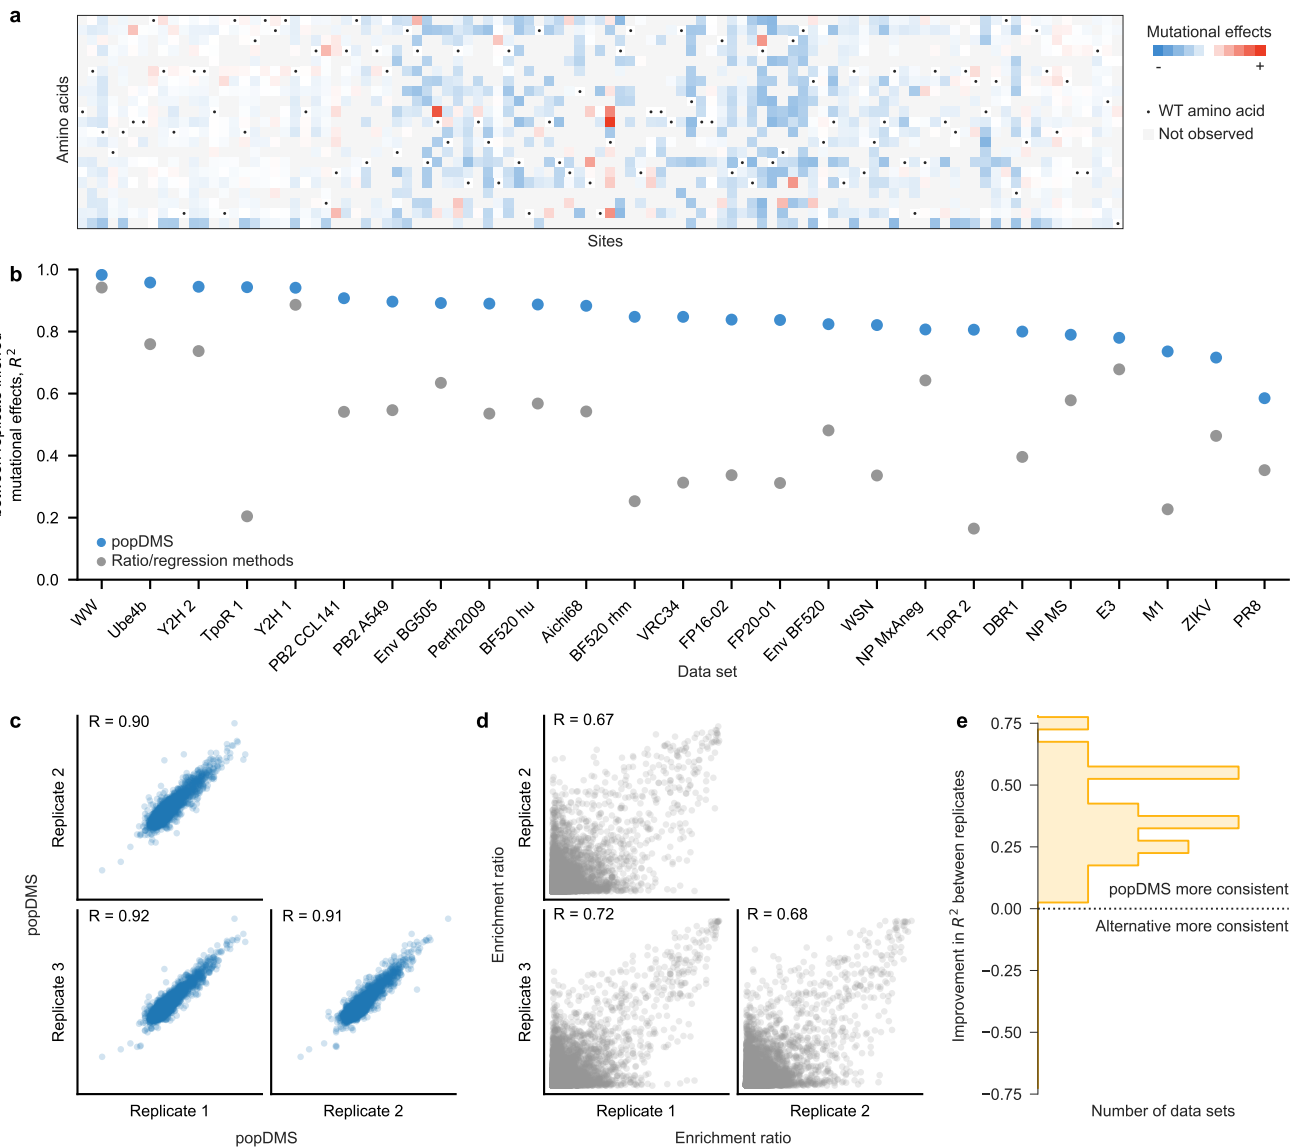 a
Mutational effects
-
+
WT amino acid
Not observed
Amino acids
Sites
b
mutational effects, R²
1.0
0.8
0.6
0.4
0.2
0.0
popDMS
Ratio/regression methods
WW
Ube4b
Y2H 2
TpoR 1
Y2H 1
PB2 CCL141
PB2 A549
Env BG505
Perth2009
BF520 hu
Aichi68
BF520 rhm
VRC34
FP16-02
FP20-01
Env BF520
WSN
NP MxAneg
TpoR 2
DBR1
NP MS
E3
M1
ZIKV
PR8
Data set
c
R = 0.90
Replicate 2
popDMS
R = 0.92
R = 0.91
Replicate 3
Replicate 1
Replicate 2
popDMS
d
R = 0.67
Replicate 2
Enrichment ratio
R = 0.72
R = 0.68
Replicate 3
Replicate 1
Replicate 2
Enrichment ratio
e
Improvement in R² between replicates
0.75
0.50
0.25
0.00
−0.25
−0.50
−0.75
popDMS more consistent
Alternative more consistent
Number of data sets